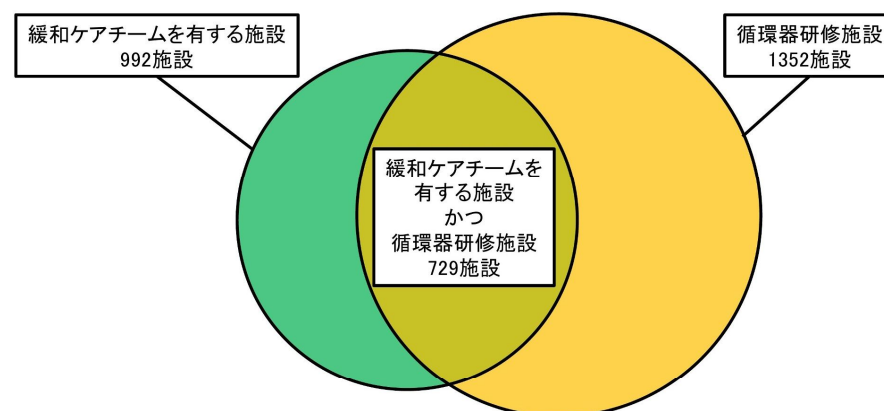 緩和ケアチームを有する施設
992施設
循環器研修施設
1352施設
緩和ケアチームを
有する施設
かつ
循環器研修施設
729施設